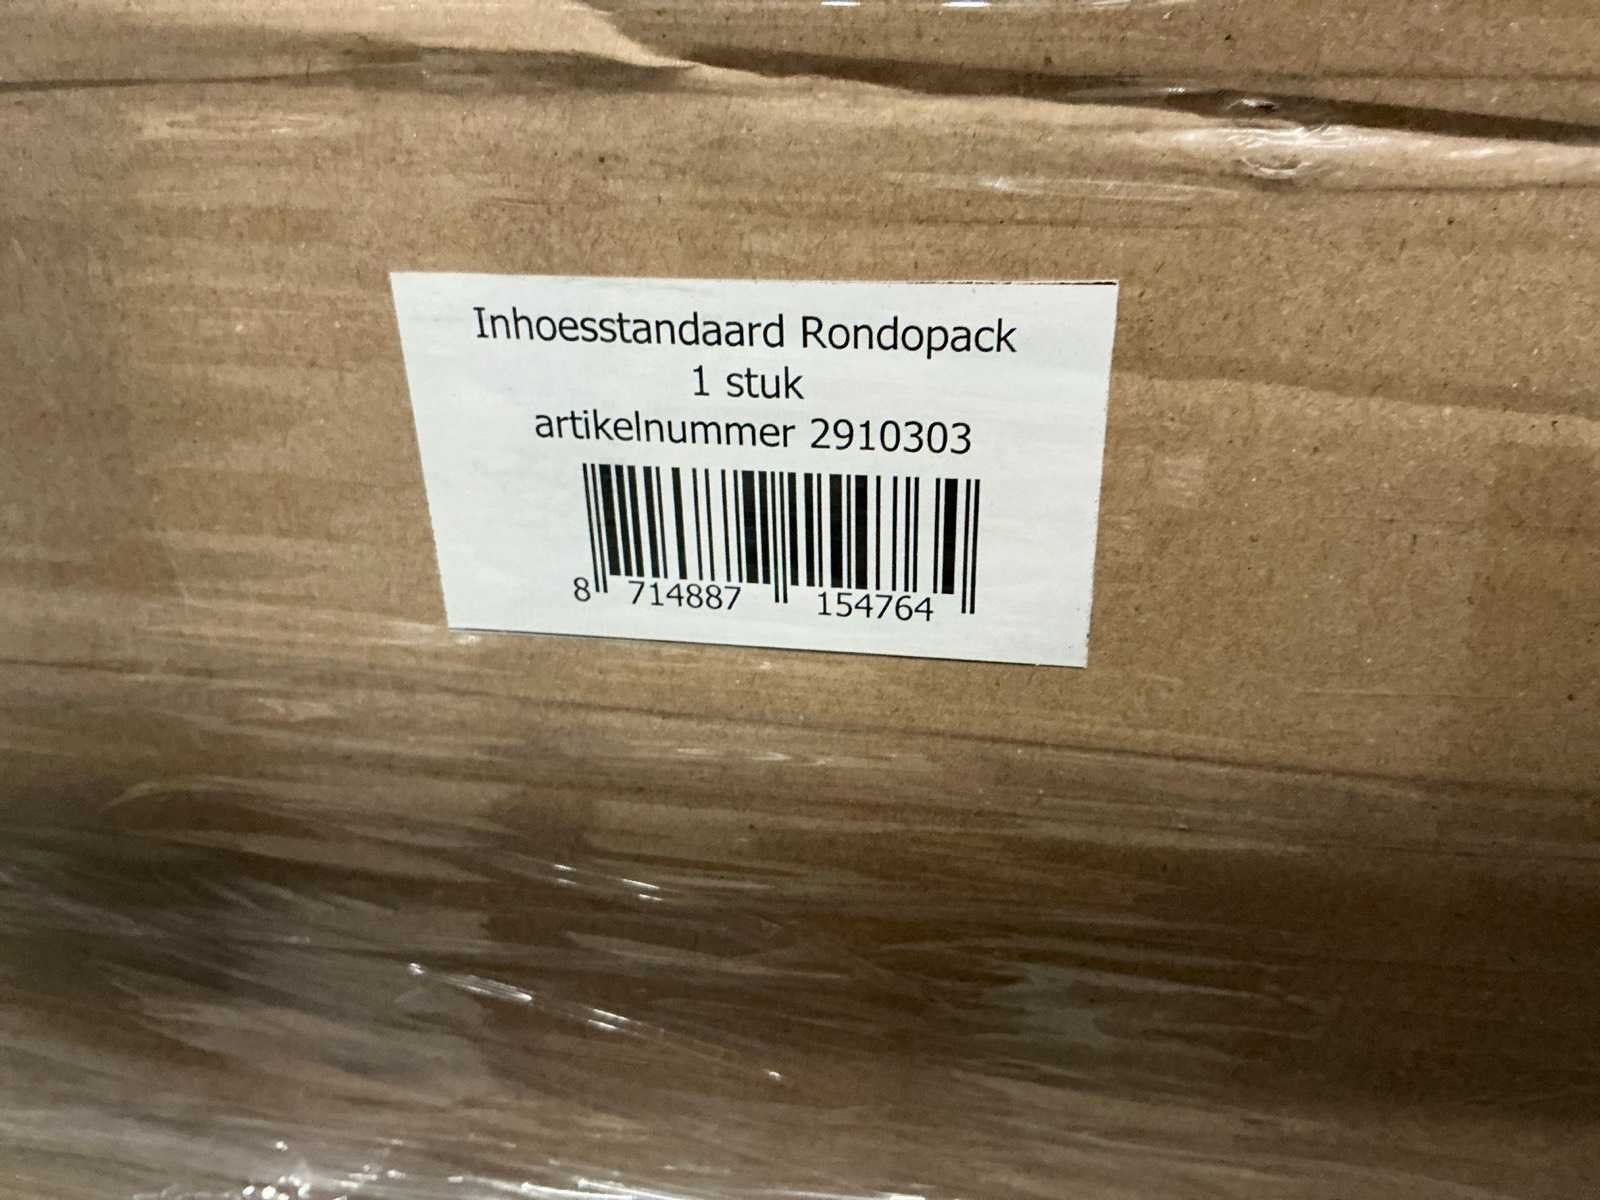 Inhoesstandaard Rondopack
1 stuk
artikelnummer 2910303
8 714887 154764